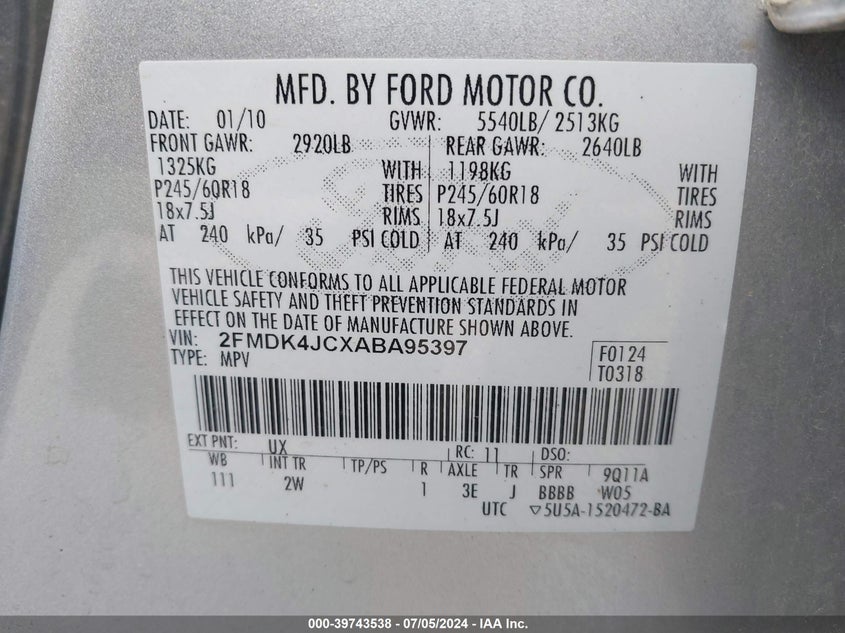 MFD. BY FORD MOTOR CO.
DATE: 01/10 GVWR: 5540LB/ 2513KG
FRONT GAWR: 2920LB REAR GAWR: 2640LB
1325KG WITH 1198KG WITH
P245/60R18 TIRES P245/60R18 TIRES
18x7.5J RIMS 18x7.5J RIMS
AT 240 kPa/ 35 PSI COLD AT 240 kPa/ 35 PSI COLD
THIS VEHICLE CONFORMS TO ALL APPLICABLE FEDERAL MOTOR
VEHICLE SAFETY AND THEFT PREVENTION STANDARDS IN
EFFECT ON THE DATE OF MANUFACTURE SHOWN ABOVE.
VIN: 2FMDK4JCXABA95397
TYPE: MPV
F0124
T0318
EXT PNT: UX RC: 11 DSO:
WB INT TR TP/PS R AXLE TR SPR 9Q11A
111 2W 1 3E J BBBB W05
UTC ▽5U5A-1520472-BA
000-39743538 - 07/05/2024 - IAA Inc.